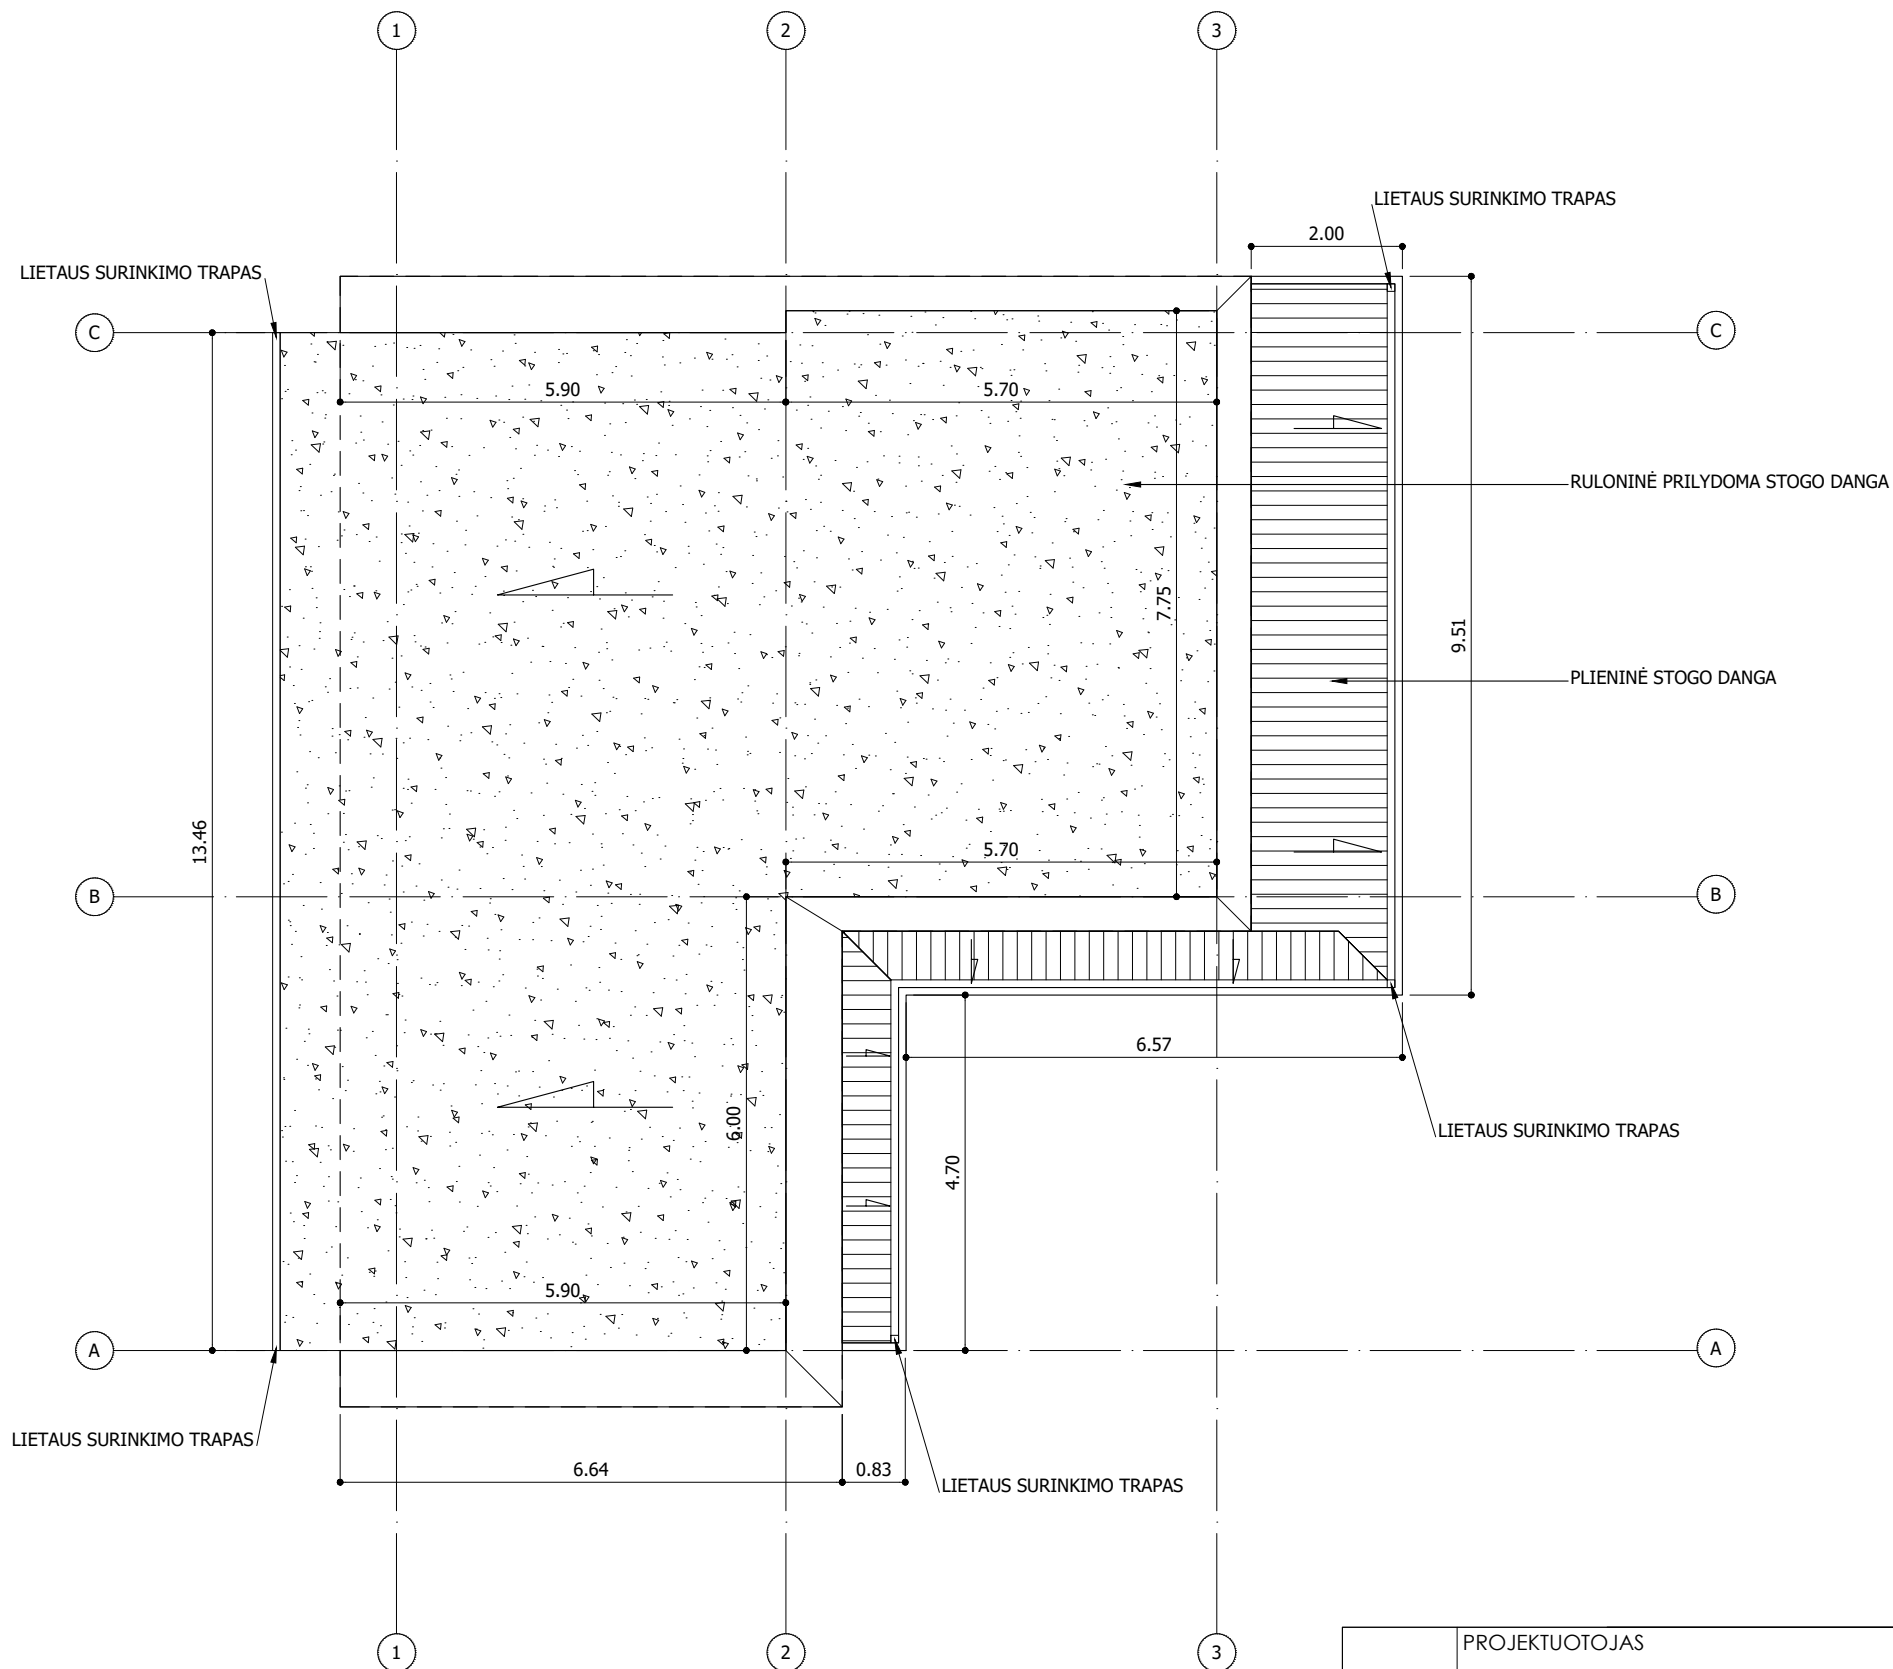 1
2
3
LIETAUS SURINKIMO TRAPAS
2.00
LIETAUS SURINKIMO TRAPAS
C
C
5.90
5.70
RULONINĖ PRILYDOMA STOGO DANGA
7.75
9.51
PLIENINĖ STOGO DANGA
13.46
5.70
B
B
6.57
6.00
LIETAUS SURINKIMO TRAPAS
4.70
5.90
A
A
LIETAUS SURINKIMO TRAPAS
6.64
0.83
LIETAUS SURINKIMO TRAPAS
1
2
3
PROJEKTUOTOJAS